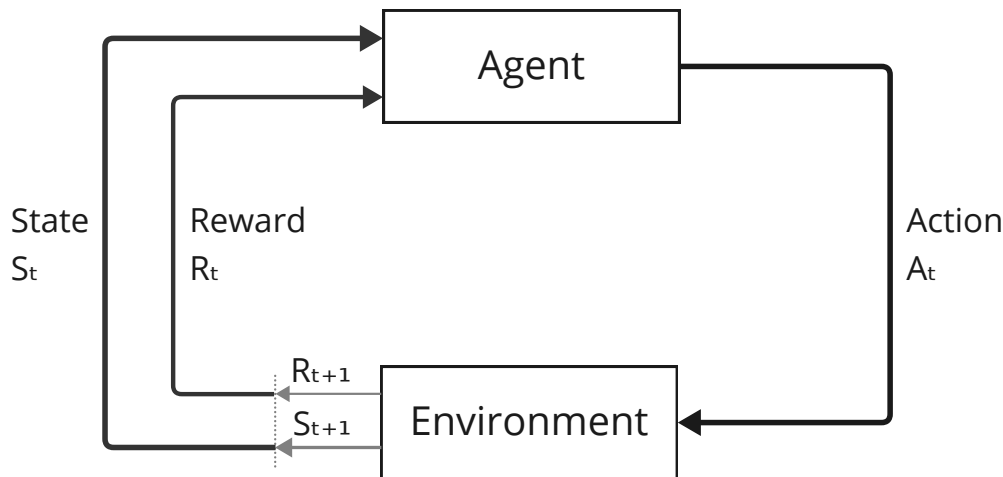 Agent
State
Sₜ
Reward
Rₜ
Action
Aₜ
Rₜ₊₁
Sₜ₊₁
Environment